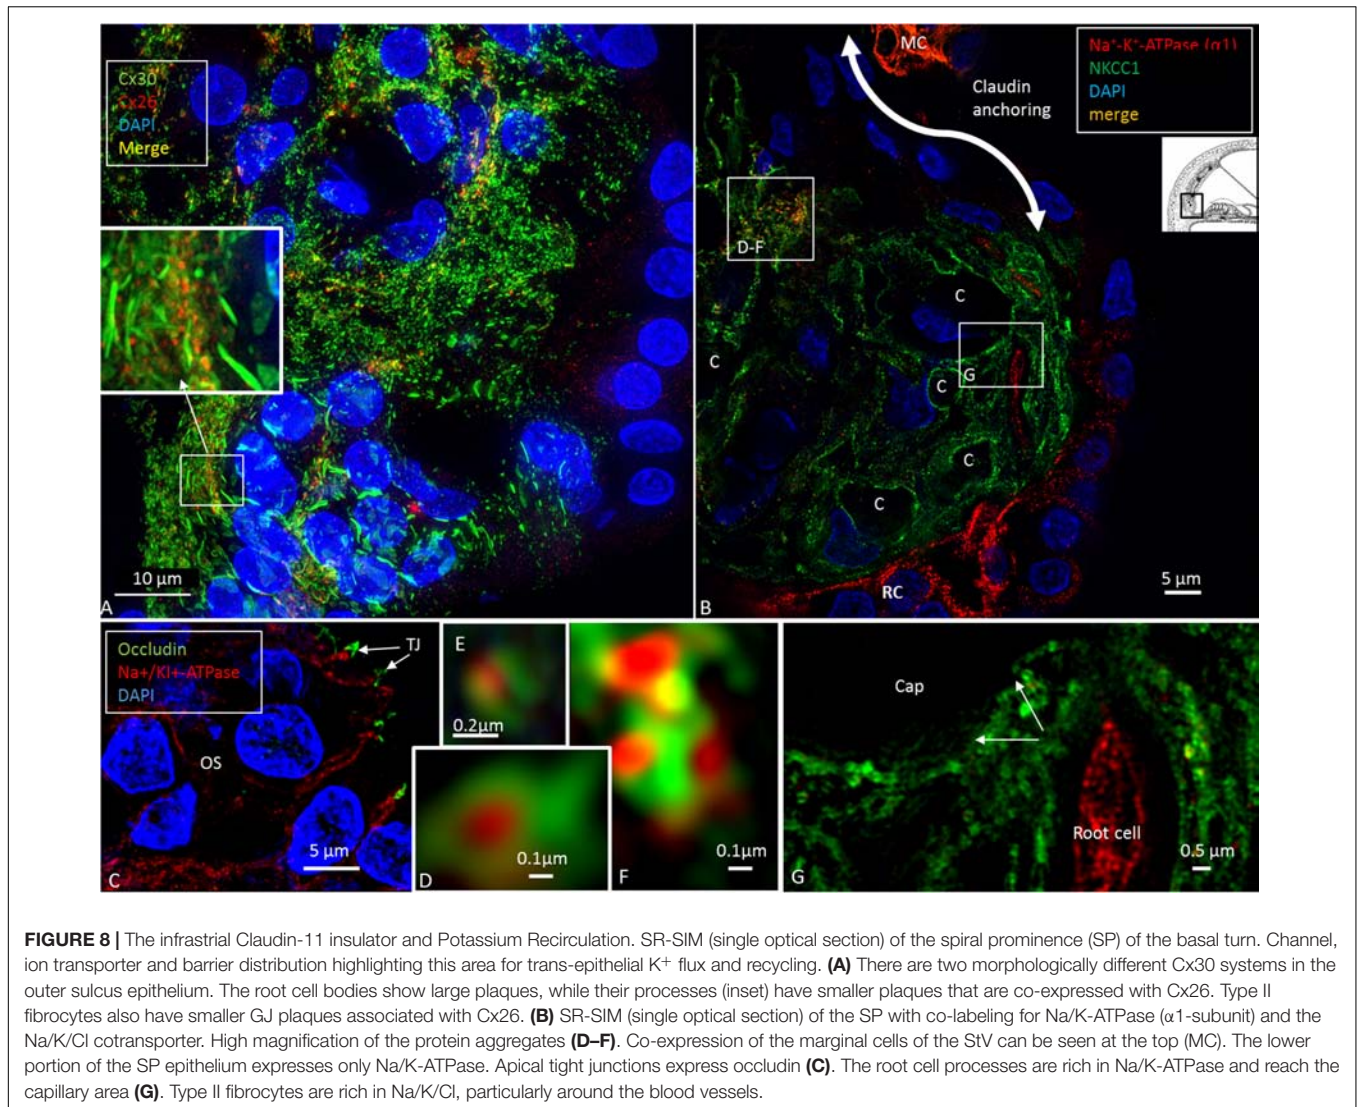 Cx30
Cx26
DAPI
Merge
10 µm
A
MC
Na⁺-K⁺-ATPase (α1)
NKCC1
DAPI
merge
Claudin
anchoring
D-F
C
C
G
C
C
C
RC
5 µm
B
Occludin
Na+/KI+-ATPase
DAPI
TJ
OS
5 µm
C
E
0.2µm
0.1µm
D
0.1µm
F
Cap
Root cell
0.5 µm
G
FIGURE 8 | The infrastrial Claudin-11 insulator and Potassium Recirculation. SR-SIM (single optical section) of the spiral prominence (SP) of the basal turn. Channel,
ion transporter and barrier distribution highlighting this area for trans-epithelial K⁺ flux and recycling. (A) There are two morphologically different Cx30 systems in the
outer sulcus epithelium. The root cell bodies show large plaques, while their processes (inset) have smaller plaques that are co-expressed with Cx26. Type II
fibrocytes also have smaller GJ plaques associated with Cx26. (B) SR-SIM (single optical section) of the SP with co-labeling for Na/K-ATPase (α1-subunit) and the
Na/K/Cl cotransporter. High magnification of the protein aggregates (D–F). Co-expression of the marginal cells of the StV can be seen at the top (MC). The lower
portion of the SP epithelium expresses only Na/K-ATPase. Apical tight junctions express occludin (C). The root cell processes are rich in Na/K-ATPase and reach the
capillary area (G). Type II fibrocytes are rich in Na/K/Cl, particularly around the blood vessels.